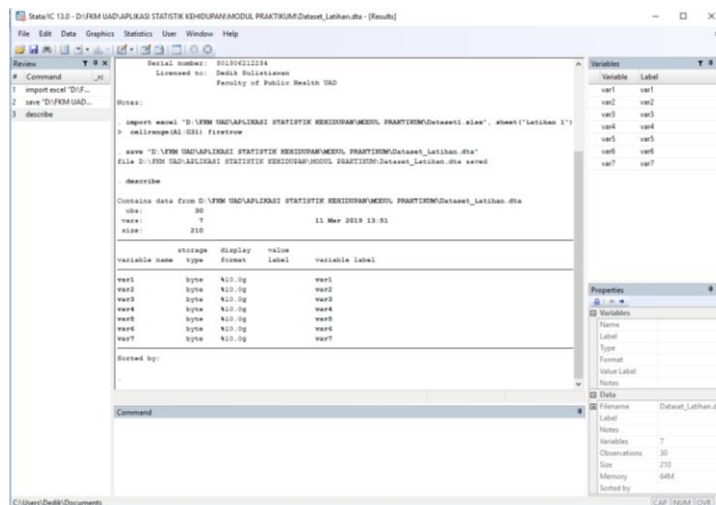 Stata/IC 13.0 - D:\FKM UAD\APLIKASI STATISTIK KEHIDUPAN\MODUL PRAKTIKUM\Dataset_Latihan.dta - [Results]
File Edit Data Graphics Statistics User Window Help
Review
# Command _rc
1 import excel "D:\F...
2 save "D:\FKM UAD...
3 describe
Serial number: 501306212234
Licensed to: Dedik Sulistiawan
Faculty of Public Health UAD
Notes:
. import excel "D:\FKM UAD\APLIKASI STATISTIK KEHIDUPAN\MODUL PRAKTIKUM\Dataset1.xlsx", sheet("Latihan 1")
> cellrange(A1:G31) firstrow
. save "D:\FKM UAD\APLIKASI STATISTIK KEHIDUPAN\MODUL PRAKTIKUM\Dataset_Latihan.dta"
file D:\FKM UAD\APLIKASI STATISTIK KEHIDUPAN\MODUL PRAKTIKUM\Dataset_Latihan.dta saved
. describe
Contains data from D:\FKM UAD\APLIKASI STATISTIK KEHIDUPAN\MODUL PRAKTIKUM\Dataset_Latihan.dta
obs: 30
vars: 7 11 Mar 2019 13:51
size: 210
storage display value
variable name type format label variable label
var1 byte %10.0g var1
var2 byte %10.0g var2
var3 byte %10.0g var3
var4 byte %10.0g var4
var5 byte %10.0g var5
var6 byte %10.0g var6
var7 byte %10.0g var7
Sorted by:
.
Command
Variables
Variable Label
var1 var1
var2 var2
var3 var3
var4 var4
var5 var5
var6 var6
var7 var7
Properties
Variables
Name
Label
Type
Format
Value Label
Notes
Data
Filename Dataset_Latihan.d
Label
Notes
Variables 7
Observations 30
Size 210
Memory 64M
Sorted by
C:\Users\Dedik\Documents
CAP NUM OVR